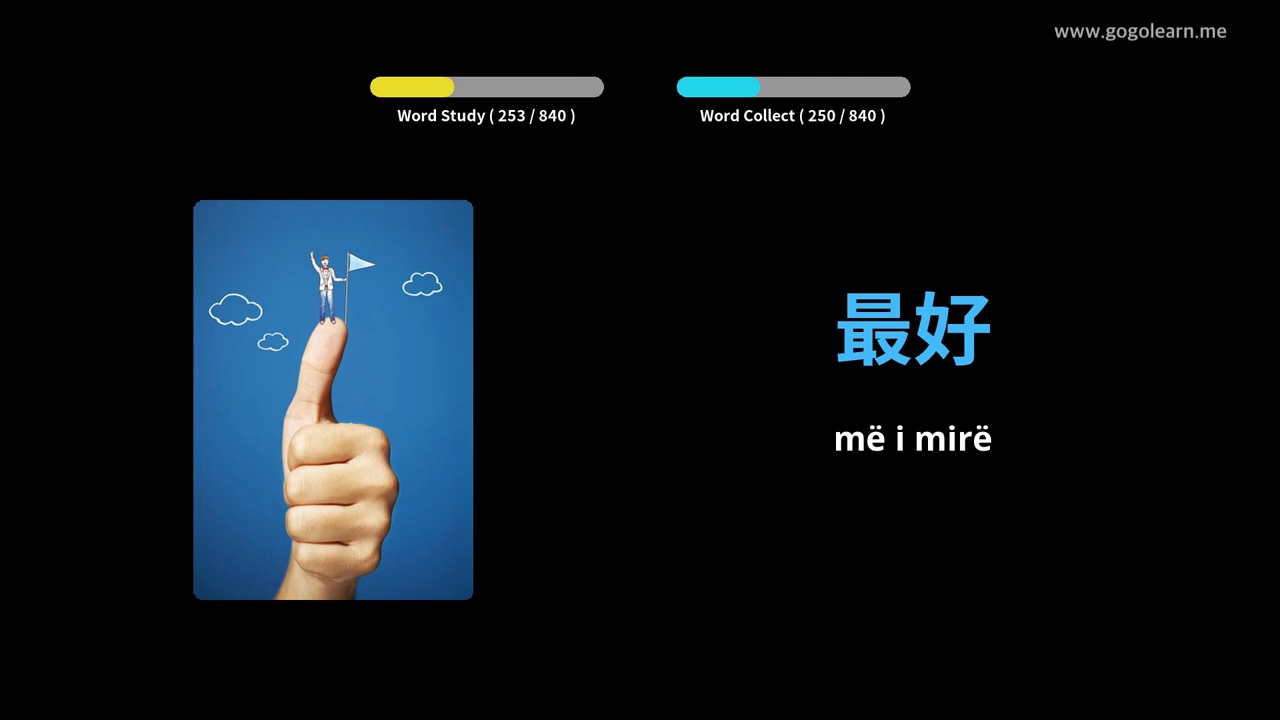 www.gogolearn.me
Word Study ( 253 / 840 )
Word Collect ( 250 / 840 )
最好
më i mirë